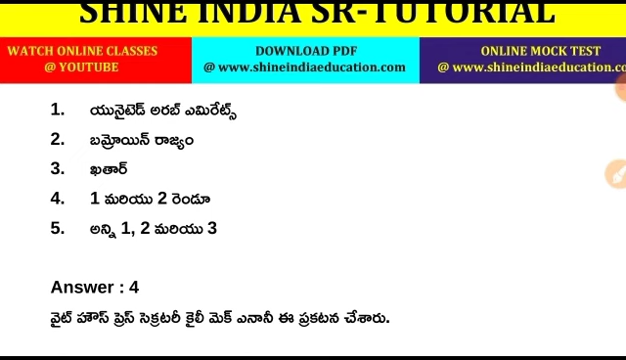 SHINE INDIA SR-TUTORIAL
WATCH ONLINE CLASSES
@ YOUTUBE
DOWNLOAD PDF
@ www.shineindiaeducation.com
ONLINE MOCK TEST
@ www.shineindiaeducation.co
1. యునైటెడ్ అరబ్ ఎమిరేట్స్
2. బహ్రోయిన్ రాజ్యం
3. ఖతార్
4. 1 మరియు 2 రెండూ
5. అన్ని 1, 2 మరియు 3
Answer : 4
వైట్ హౌస్ ప్రెస్ సెక్రటరీ కైలీ మెక్ ఎనానీ ఈ ప్రకటన చేశారు.